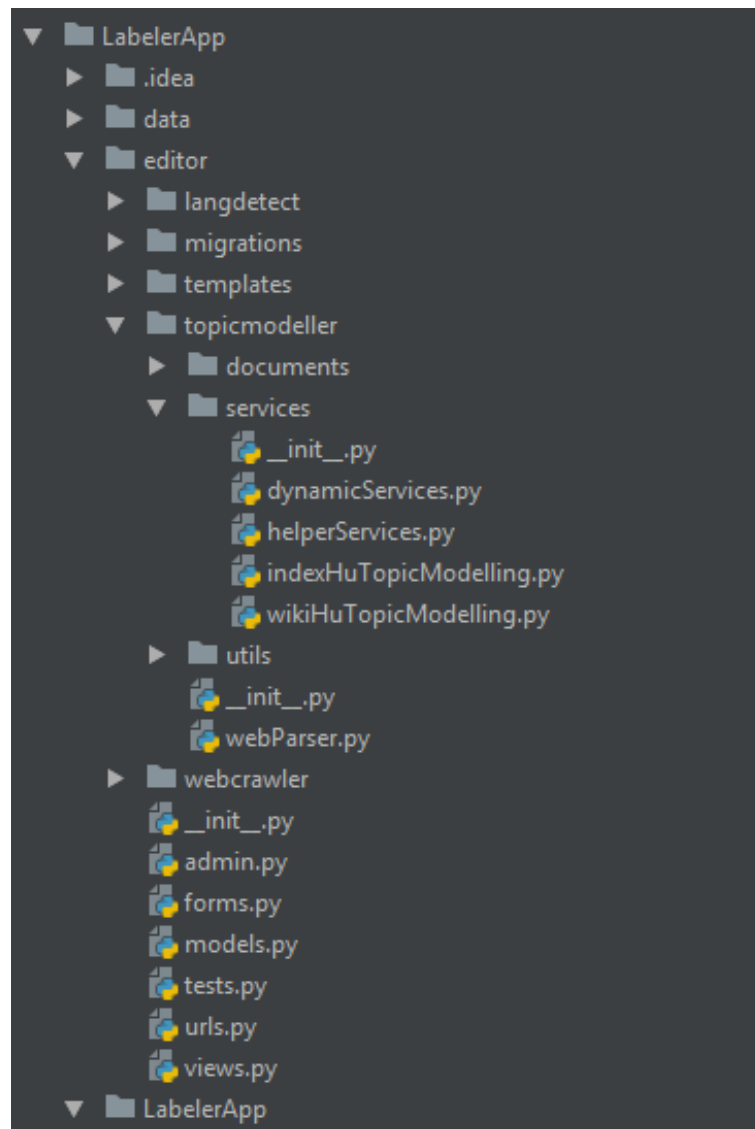 LabelerApp
.idea
data
editor
langdetect
migrations
templates
topicmodeller
documents
services
__init__.py
dynamicServices.py
helperServices.py
indexHuTopicModelling.py
wikiHuTopicModelling.py
utils
__init__.py
webParser.py
webcrawler
__init__.py
admin.py
forms.py
models.py
tests.py
urls.py
views.py
LabelerApp